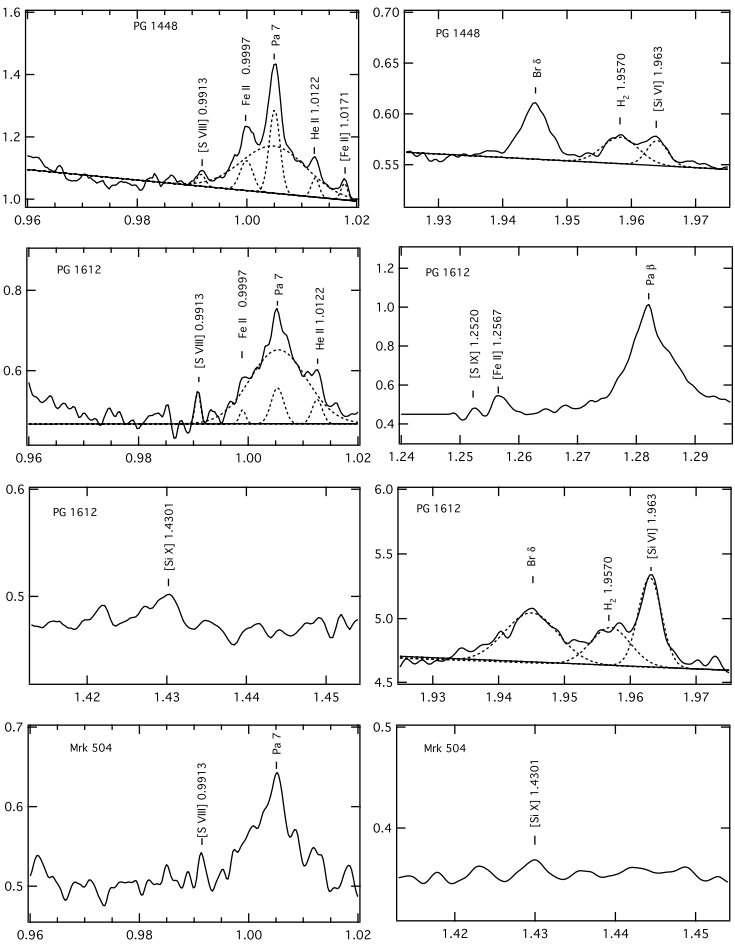 PG 1448
[S VIII] 0.9913
Fe II 0.9997
Pa 7
He II 1.0122
[Fe II] 1.0171
1.6
1.4
1.2
1.0
0.96 0.98 1.00 1.02
PG 1448
Br δ
H2 1.9570
[Si VI] 1.963
0.70
0.65
0.60
0.55
1.93 1.94 1.95 1.96 1.97
PG 1612
[S VIII] 0.9913
Fe II 0.9997
Pa 7
He II 1.0122
0.8
0.6
0.96 0.98 1.00 1.02
PG 1612
[S IX] 1.2520
[Fe II] 1.2567
Pa β
1.2
1.0
0.8
0.6
0.4
1.24 1.25 1.26 1.27 1.28 1.29
PG 1612
[Si X] 1.4301
0.6
0.5
1.42 1.43 1.44 1.45
PG 1612
Br δ
H2 1.9570
[Si VI] 1.963
6.0
5.5
5.0
4.5
1.93 1.94 1.95 1.96 1.97
Mrk 504
[S VIII] 0.9913
Pa 7
0.7
0.6
0.5
0.96 0.98 1.00 1.02
Mrk 504
[Si X] 1.4301
0.5
0.4
1.42 1.43 1.44 1.45